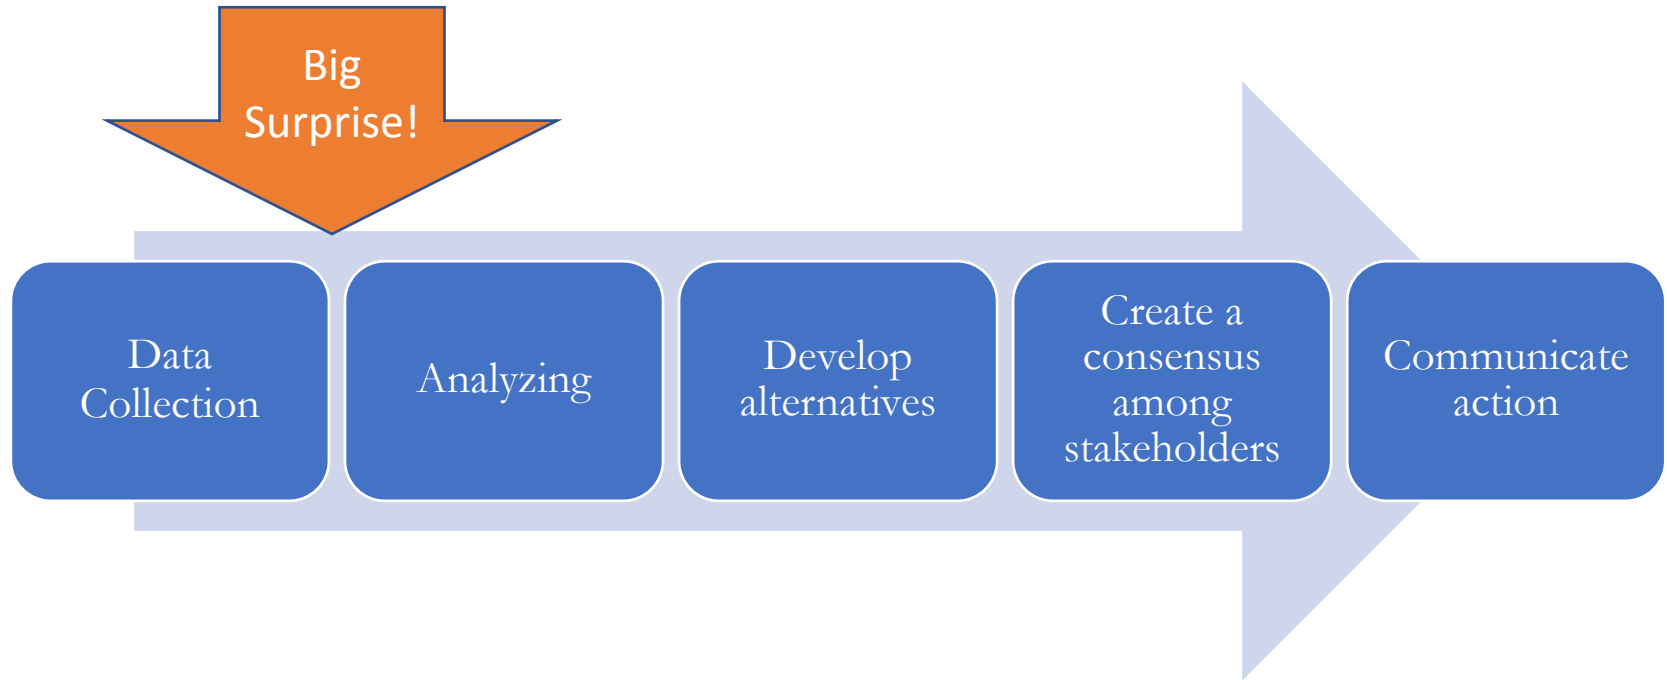 Big
Surprise!
Data
Collection
Analyzing
Develop
alternatives
Create a
consensus
among
stakeholders
Communicate
action